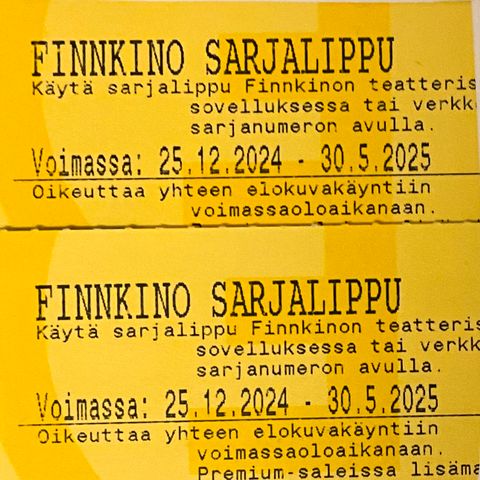 FINNKINO SARJALIPPU
Käytä sarjalippu Finnkinon teatteris
sovelluksessa tai verkk
sarjanumeron avulla.
Voimassa: 25.12.2024 - 30.5.2025
Oikeuttaa yhteen elokuvakäyntiin
voimassaoloaikanaan.
FINNKINO SARJALIPPU
Käytä sarjalippu Finnkinon teatteris
sovelluksessa tai verkk
sarjanumeron avulla.
Voimassa: 25.12.2024 - 30.5.2025
Oikeuttaa yhteen elokuvakäyntiin
voimassaoloaikanaan.
Premium-saleissa lisäma